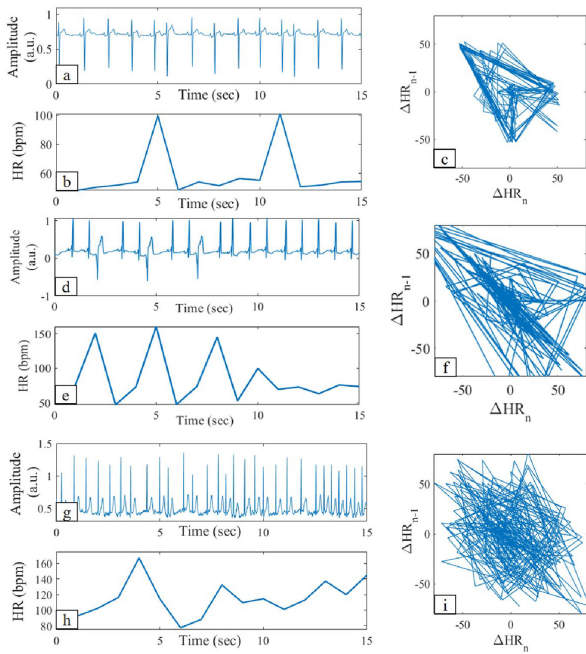 Amplitude
(a.u.)
1
0.5
0
a
0
5
10
15
Time (sec)
HR (bpm)
100
80
60
b
0
5
10
15
Time (sec)
ΔHRn-1
50
0
-50
c
-50
0
50
ΔHRn
Amplitude
(a.u.)
1
0
-1
d
0
5
10
15
Time (sec)
HR (bpm)
150
100
50
e
0
5
10
15
Time (sec)
ΔHRn-1
50
0
-50
f
-50
0
50
ΔHRn
Amplitude
(a.u.)
1.5
1
0.5
g
0
5
10
15
Time (sec)
HR (bpm)
160
140
120
100
80
h
0
5
10
15
Time (sec)
ΔHRn-1
50
0
-50
i
-50
0
50
ΔHRn